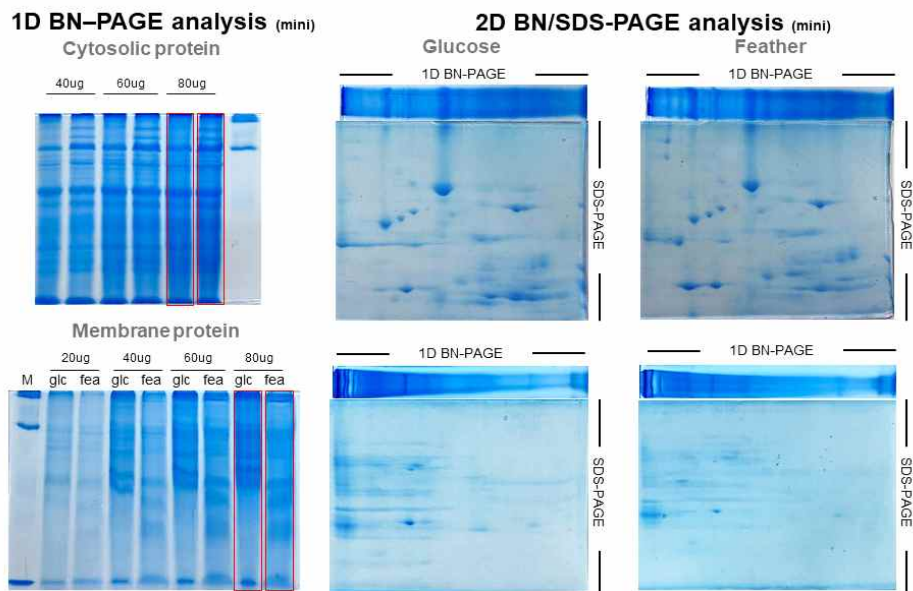 1D BN–PAGE analysis (mini)
Cytosolic protein
40ug 60ug 80ug
Membrane protein
20ug 40ug 60ug 80ug
M glc fea glc fea glc fea glc fea
2D BN/SDS-PAGE analysis (mini)
Glucose Feather
1D BN-PAGE 1D BN-PAGE
SDS-PAGE SDS-PAGE
1D BN-PAGE 1D BN-PAGE
SDS-PAGE SDS-PAGE